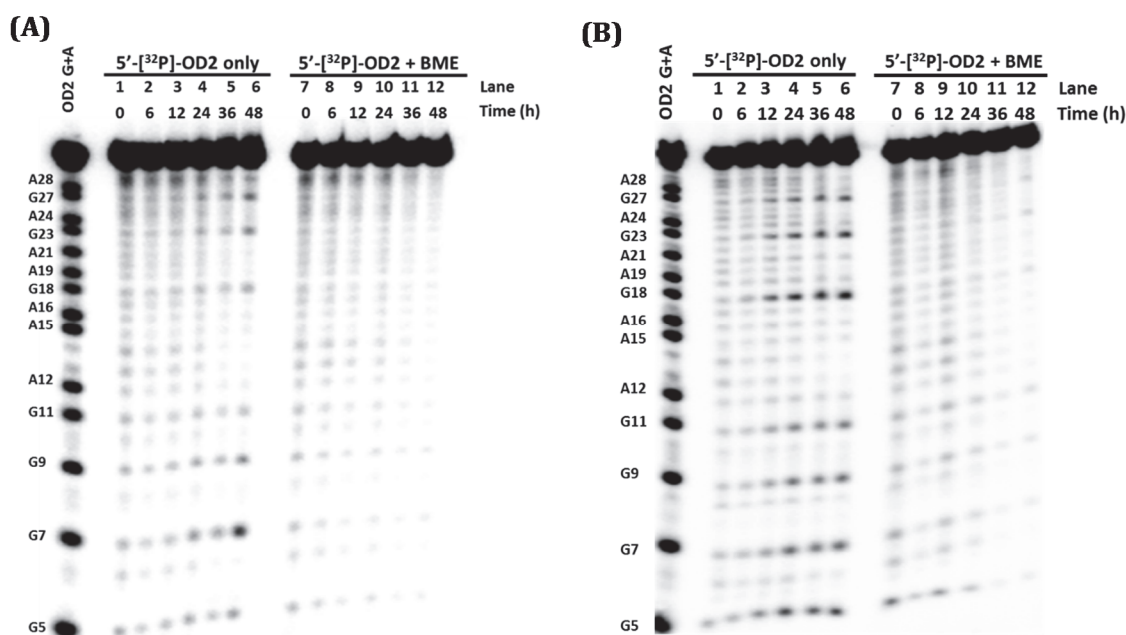 (A)
OD2 G+A
5’-[³²P]-OD2 only
5’-[³²P]-OD2 + BME
1 2 3 4 5 6 7 8 9 10 11 12 Lane
0 6 12 24 36 48 0 6 12 24 36 48 Time (h)
A28
G27
A24
G23
A21
A19
G18
A16
A15
A12
G11
G9
G7
G5
(B)
OD2 G+A
5’-[³²P]-OD2 only
5’-[³²P]-OD2 + BME
1 2 3 4 5 6 7 8 9 10 11 12 Lane
0 6 12 24 36 48 0 6 12 24 36 48 Time (h)
A28
G27
A24
G23
A21
A19
G18
A16
A15
A12
G11
G9
G7
G5